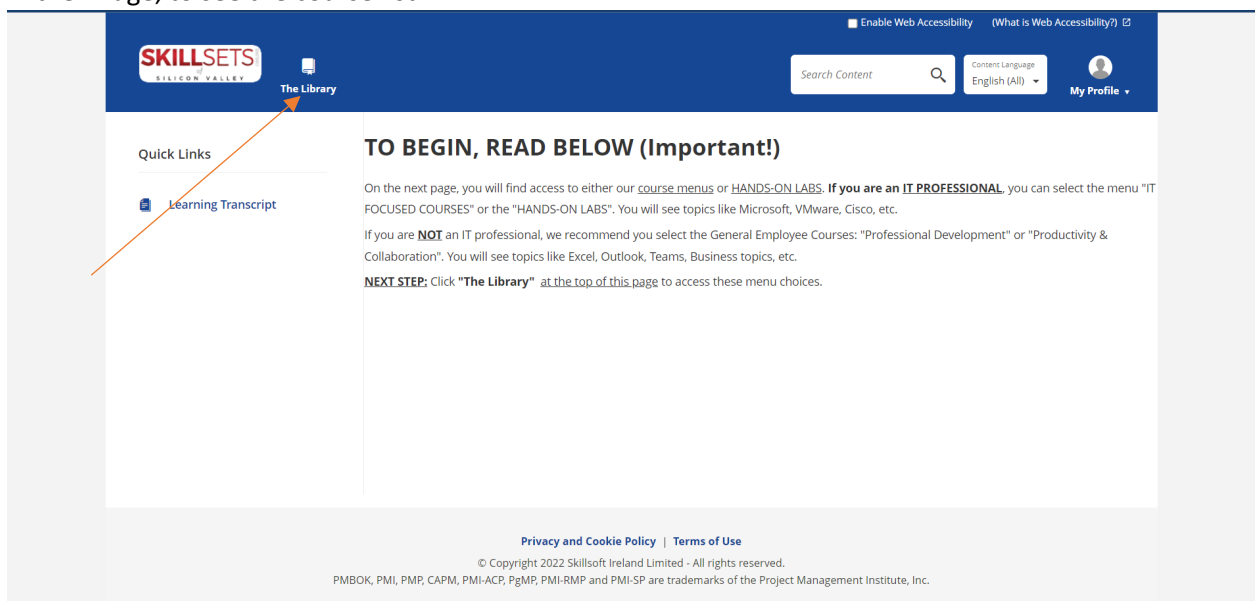 Enable Web Accessibility (What is Web Accessibility?)
SKILLSETS
of
SILICON VALLEY
The Library
Search Content
Content Language
English (All)
My Profile
Quick Links
Learning Transcript
TO BEGIN, READ BELOW (Important!)
On the next page, you will find access to either our course menus or HANDS-ON LABS. If you are an IT PROFESSIONAL, you can select the menu "IT
FOCUSED COURSES" or the "HANDS-ON LABS". You will see topics like Microsoft, VMware, Cisco, etc.
If you are NOT an IT professional, we recommend you select the General Employee Courses: "Professional Development" or "Productivity &
Collaboration". You will see topics like Excel, Outlook, Teams, Business topics, etc.
NEXT STEP: Click "The Library" at the top of this page to access these menu choices.
Privacy and Cookie Policy | Terms of Use
© Copyright 2022 Skillsoft Ireland Limited - All rights reserved.
PMBOK, PMI, PMP, CAPM, PMI-ACP, PgMP, PMI-RMP and PMI-SP are trademarks of the Project Management Institute, Inc.